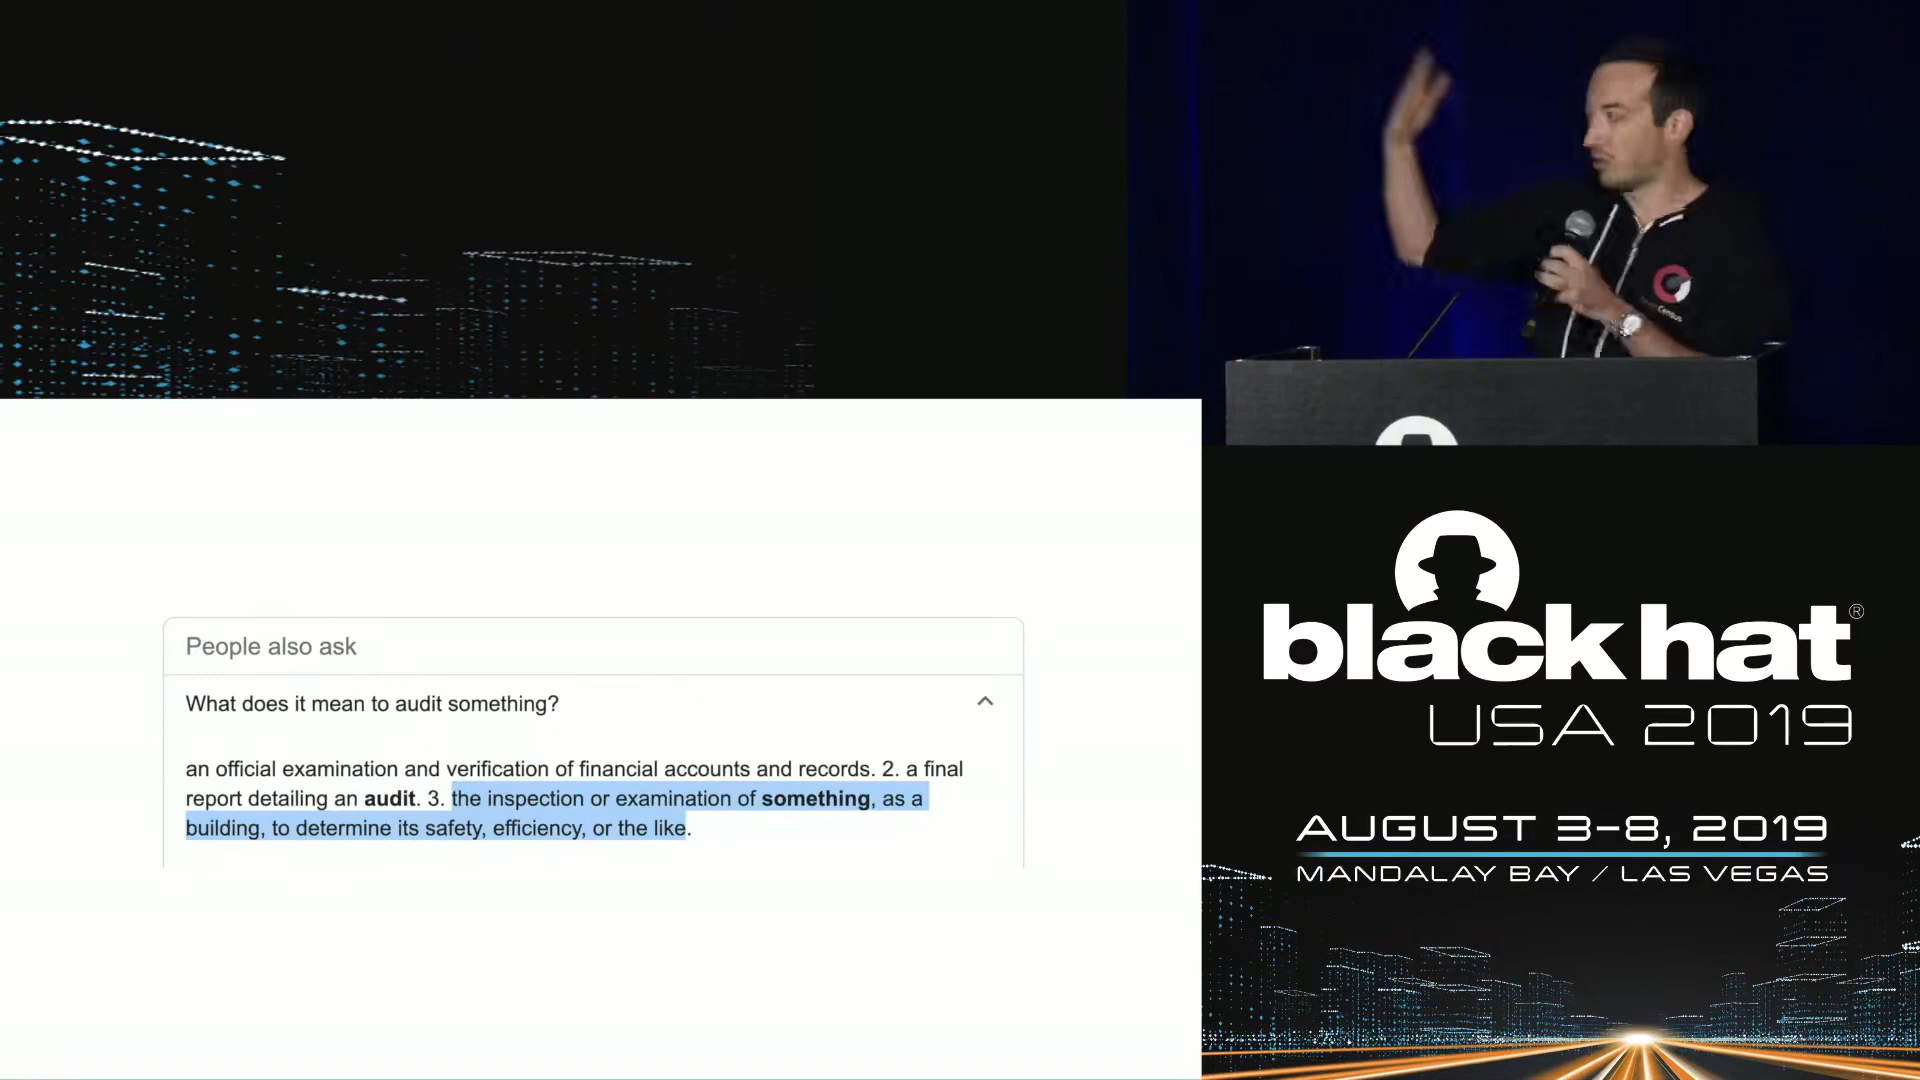 People also ask
What does it mean to audit something?
an official examination and verification of financial accounts and records. 2. a final
report detailing an audit. 3. the inspection or examination of something, as a
building, to determine its safety, efficiency, or the like.
Census
black hat®
USA 2019
AUGUST 3-8, 2019
MANDALAY BAY / LAS VEGAS